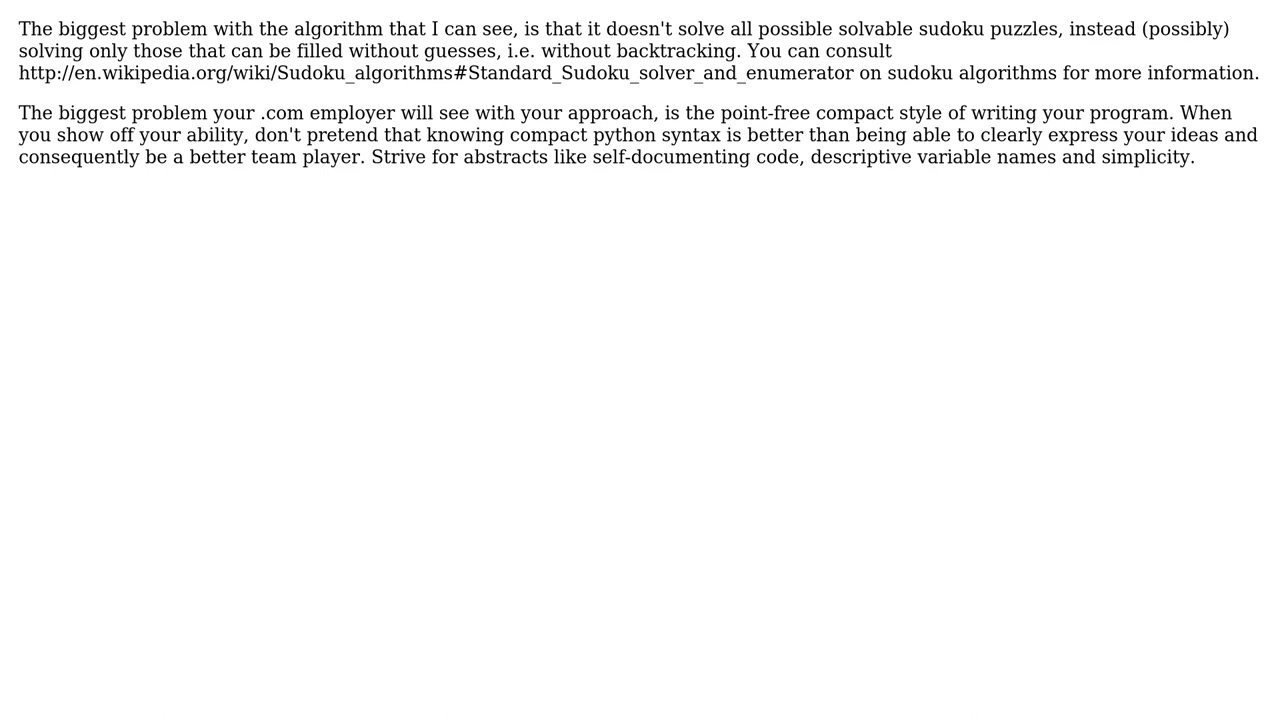 The biggest problem with the algorithm that I can see, is that it doesn't solve all possible solvable sudoku puzzles, instead (possibly)
solving only those that can be filled without guesses, i.e. without backtracking. You can consult
http://en.wikipedia.org/wiki/Sudoku_algorithms#Standard_Sudoku_solver_and_enumerator on sudoku algorithms for more information.
The biggest problem your .com employer will see with your approach, is the point-free compact style of writing your program. When
you show off your ability, don't pretend that knowing compact python syntax is better than being able to clearly express your ideas and
consequently be a better team player. Strive for abstracts like self-documenting code, descriptive variable names and simplicity.